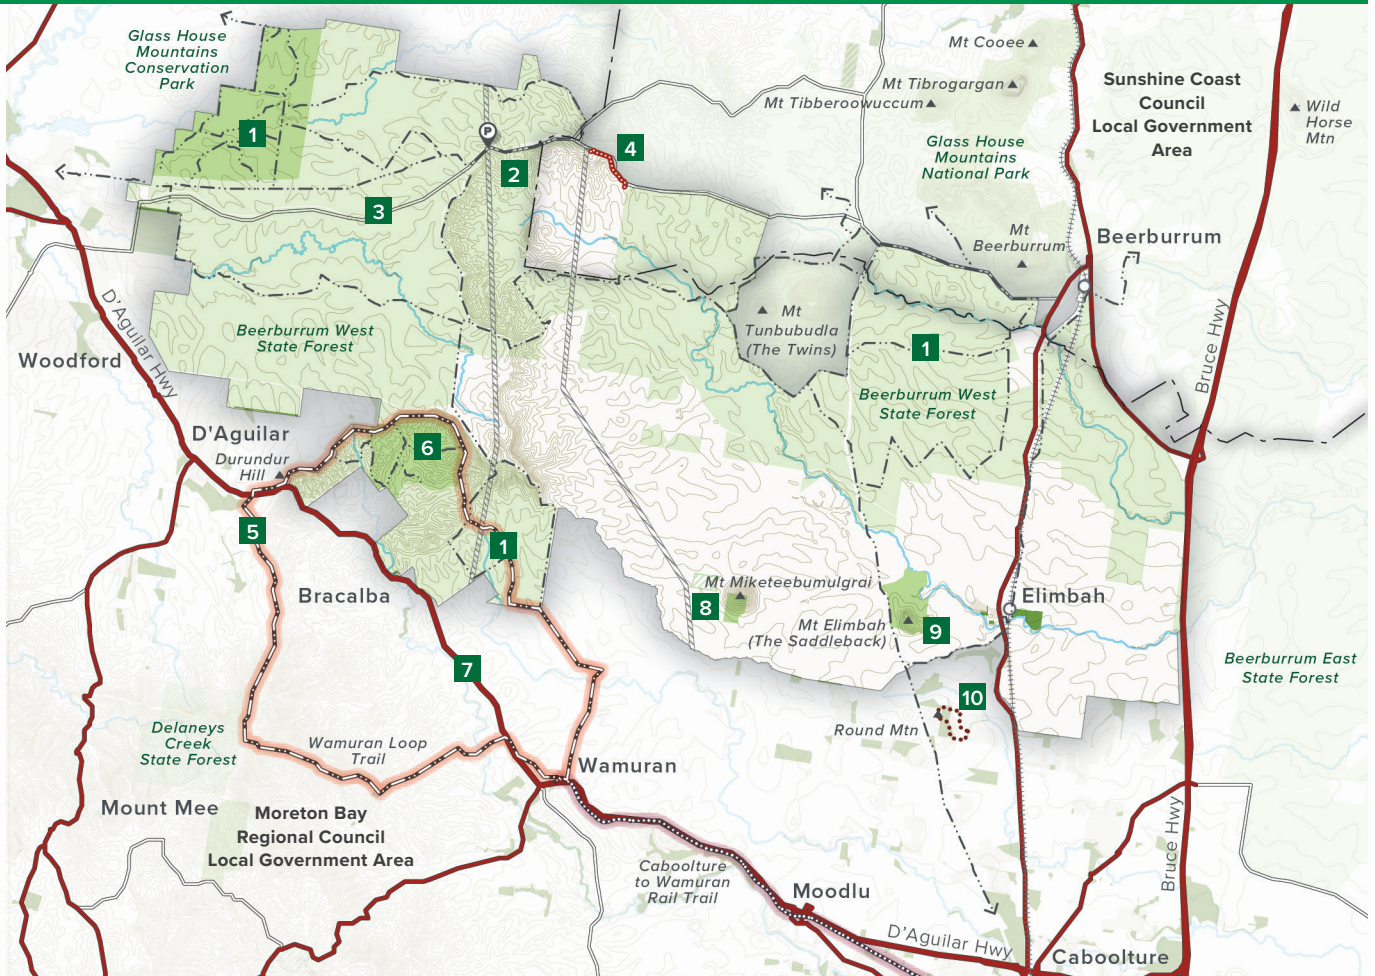 Glass House
Mountains
Conservation
Park
Mt Cooee
Mt Tibrogargan
Mt Tibberoowuccum
Sunshine Coast
Council
Local Government
Area
Wild
Horse
Mtn
1
P
2
4
Glass House
Mountains
National Park
3
Mt
Beerburrum
Beerburrum
D'Aguilar Hwy
Bruce Hwy
Mt
Tunbubudla
(The Twins)
Beerburrum West
State Forest
Woodford
1
Beerburrum West
State Forest
D'Aguilar
Durundur
Hill
6
5
1
Bracalba
Mt Miketeebumulgrai
8
Elimbah
Mt Elimbah
(The Saddleback)
9
7
Beerburrum East
State Forest
10
Round Mtn
Delaneys
Creek
State Forest
Wamuran Loop
Trail
Wamuran
Mount Mee
Moreton Bay
Regional Council
Local Government Area
Bruce Hwy
Caboolture
to Wamuran
Rail Trail
Moodlu
D'Aguilar Hwy
Caboolture